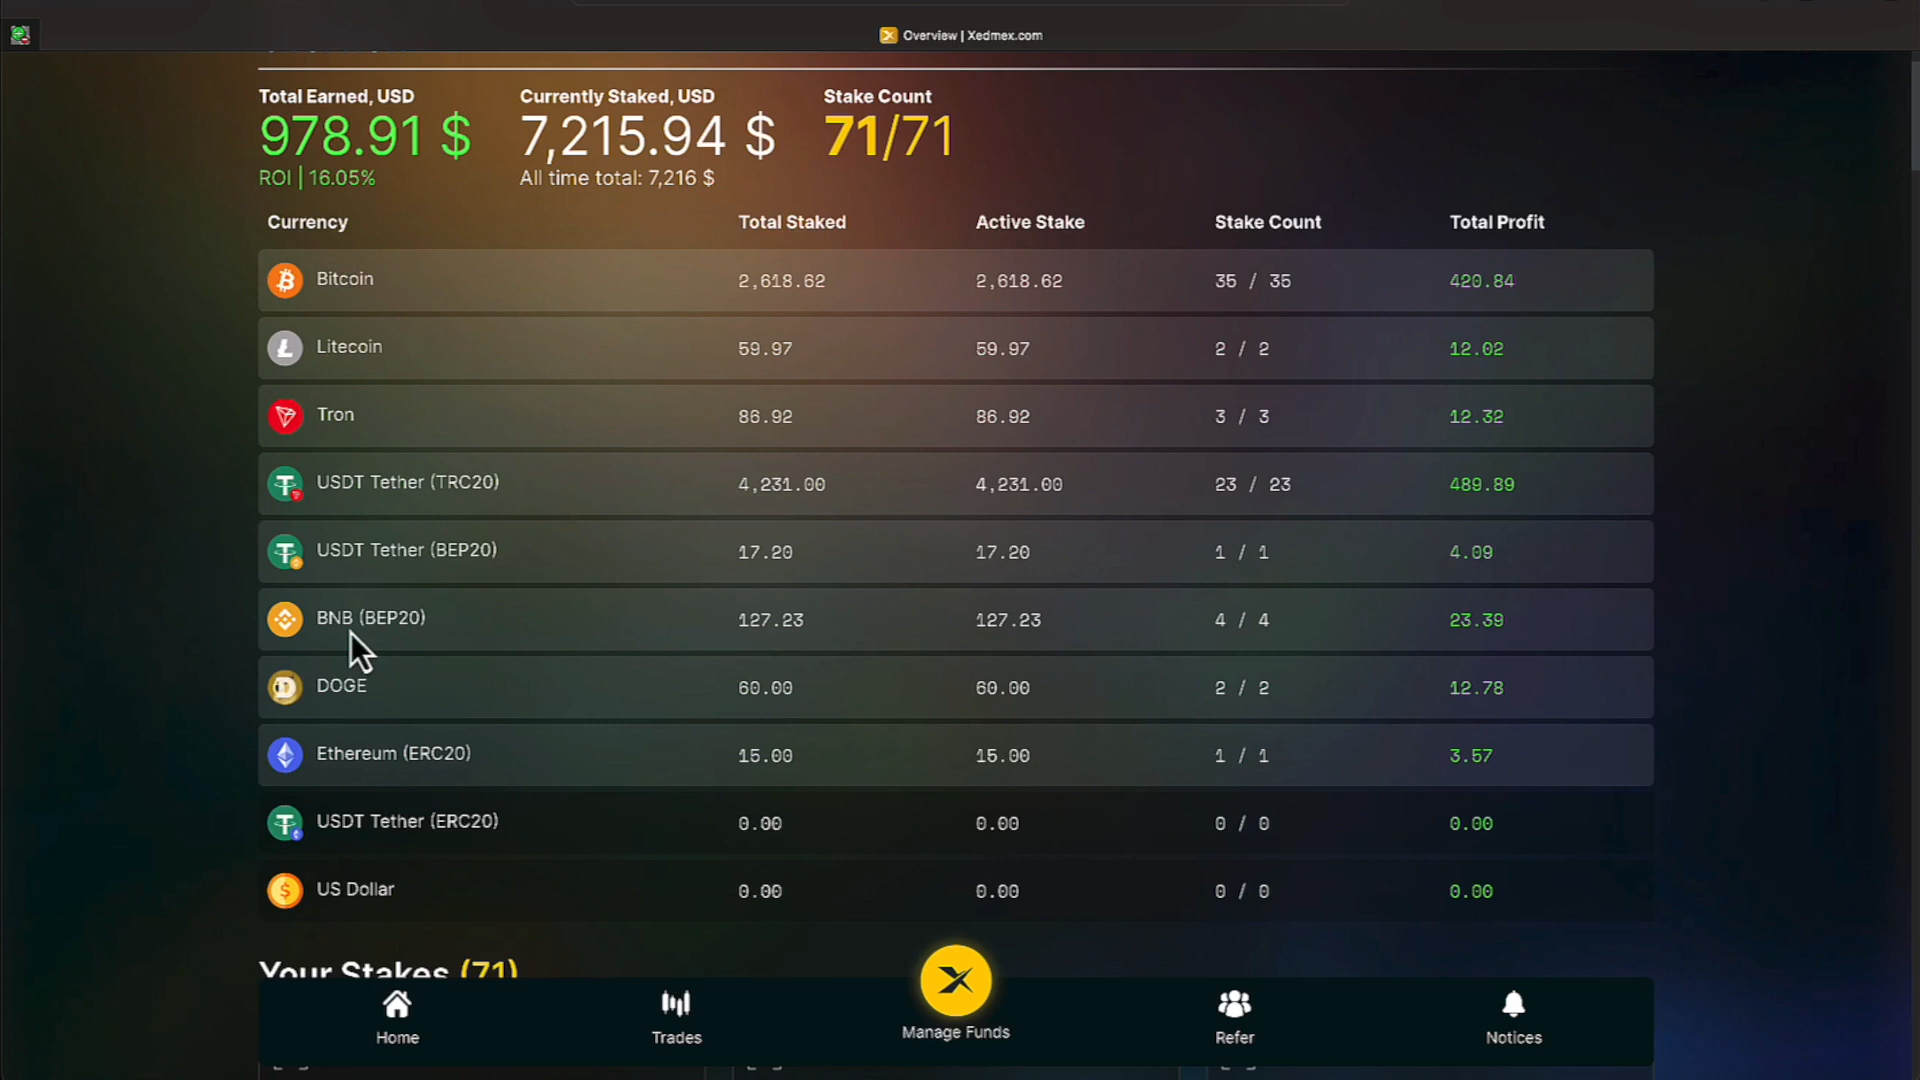 Overview | Xedmex.com
Total Earned, USD Currently Staked, USD Stake Count
978.91 $ 7,215.94 $ 71/71
ROI | 16.05% All time total: 7,216 $
Currency Total Staked Active Stake Stake Count Total Profit
Bitcoin 2,618.62 2,618.62 35 / 35 420.84
Litecoin 59.97 59.97 2 / 2 12.02
Tron 86.92 86.92 3 / 3 12.32
USDT Tether (TRC20) 4,231.00 4,231.00 23 / 23 489.89
USDT Tether (BEP20) 17.20 17.20 1 / 1 4.09
BNB (BEP20) 127.23 127.23 4 / 4 23.39
DOGE 60.00 60.00 2 / 2 12.78
Ethereum (ERC20) 15.00 15.00 1 / 1 3.57
USDT Tether (ERC20) 0.00 0.00 0 / 0 0.00
US Dollar 0.00 0.00 0 / 0 0.00
Your Stakes (71)
Home Trades Manage Funds Refer Notices